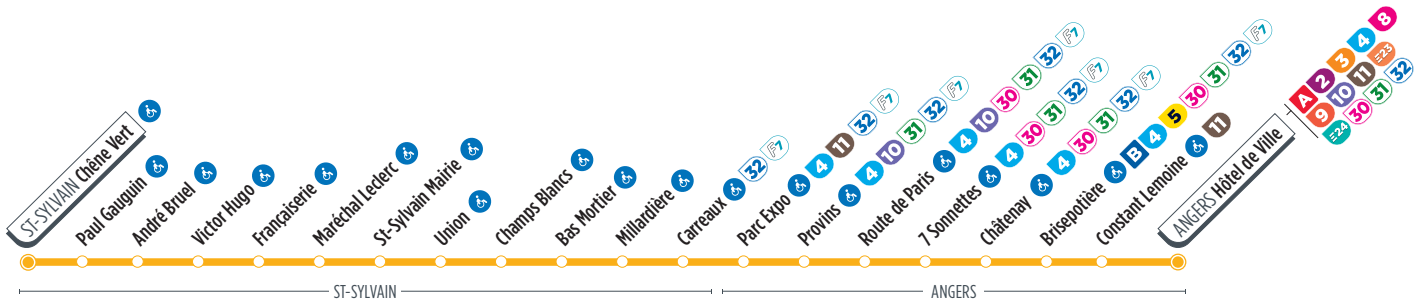 ST-SYLVAIN Chêne Vert
Paul Gauguin
André Bruel
Victor Hugo
Françaiserie
Maréchal Leclerc
St-Sylvain Mairie
Union
Champs Blancs
Bas Mortier
Millardière
Carreaux 32 F7
Parc Expo 4 11 32 F7
Provins 4 10 31 32 F7
Route de Paris 4 10 30 31 32 F7
7 Sonnettes 4 30 31 32 F7
Châtenay 4 30 31 32 F7
Brisepotière B 4 5 30 31 32 F7
Constant Lemoine 11
ANGERS Hôtel de Ville
A 2 3 4 8
9 10 11 E23
E24 30 31 32
ST-SYLVAIN
ANGERS